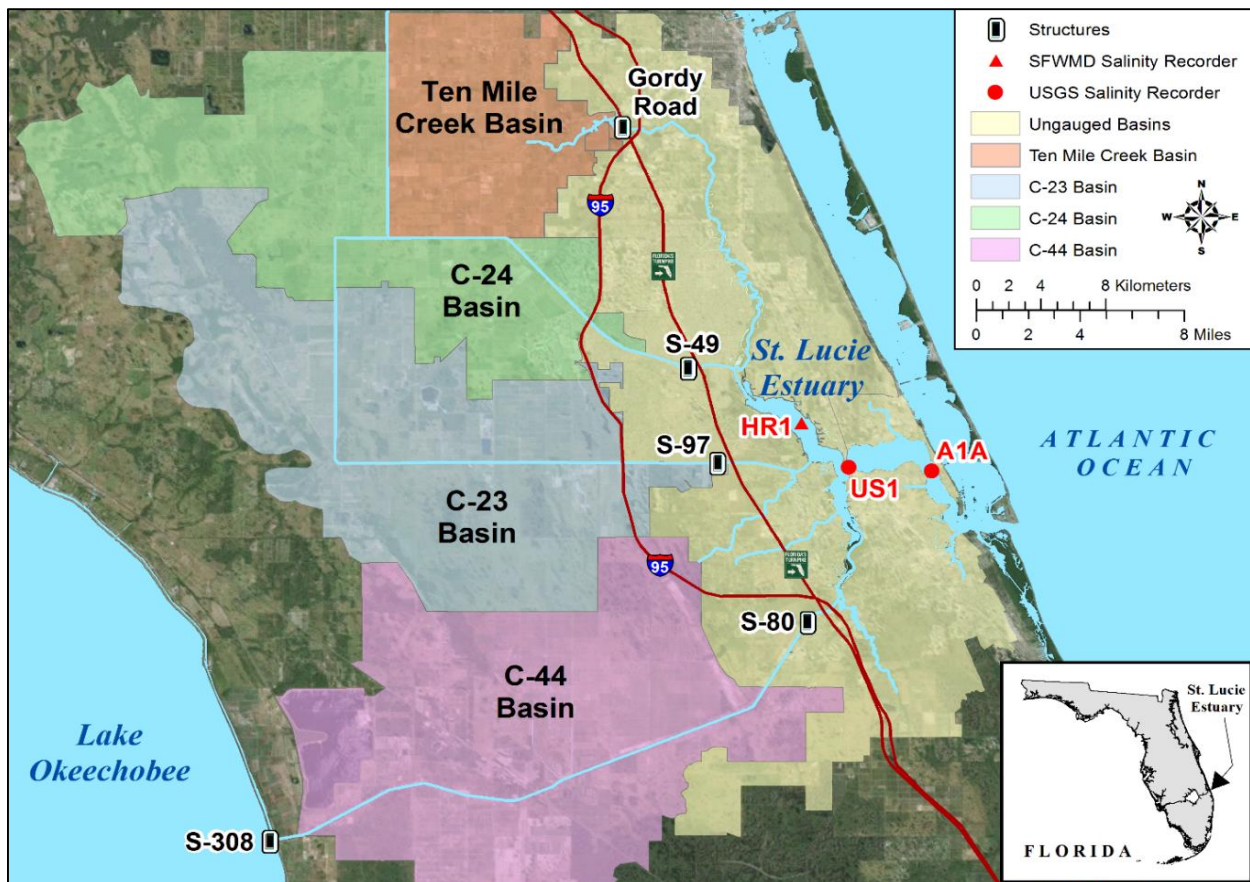 Structures
SFWMD Salinity Recorder
USGS Salinity Recorder
Ungauged Basins
Ten Mile Creek Basin
C-23 Basin
C-24 Basin
C-44 Basin
N
W
E
S
0 4 8 Kilometers
0 2 4 8 Miles
Gordy
Road
Ten Mile
Creek Basin
95
C-24
Basin
S-49
St. Lucie
Estuary
HR1
S-97
US1
A1A
ATLANTIC
OCEAN
C-23
Basin
95
S-80
C-44
Basin
Lake
Okeechobee
S-308
St. Lucie
Estuary
FLORIDA